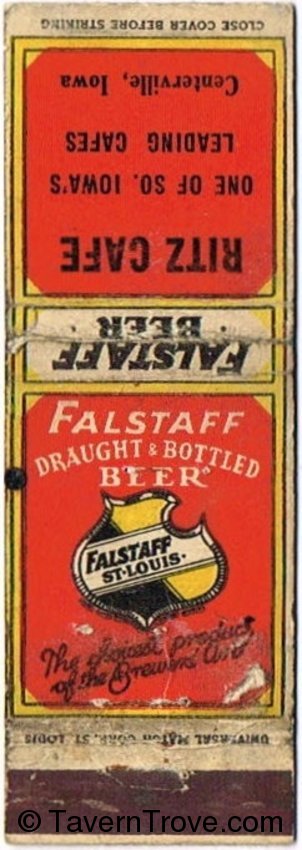 CLOSE COVER BEFORE STRIKING
RITZ CAFE
ONE OF SO. IOWA'S
LEADING CAFES
Centerville, Iowa
FALSTAFF
·BEER·
FALSTAFF
DRAUGHT & BOTTLED
BEER
FALSTAFF
ST·LOUIS·
The choicest product
of the Brewers' Art
UNIVERSAL MATCH CORP. ST. LOUIS
© TavernTrove.com